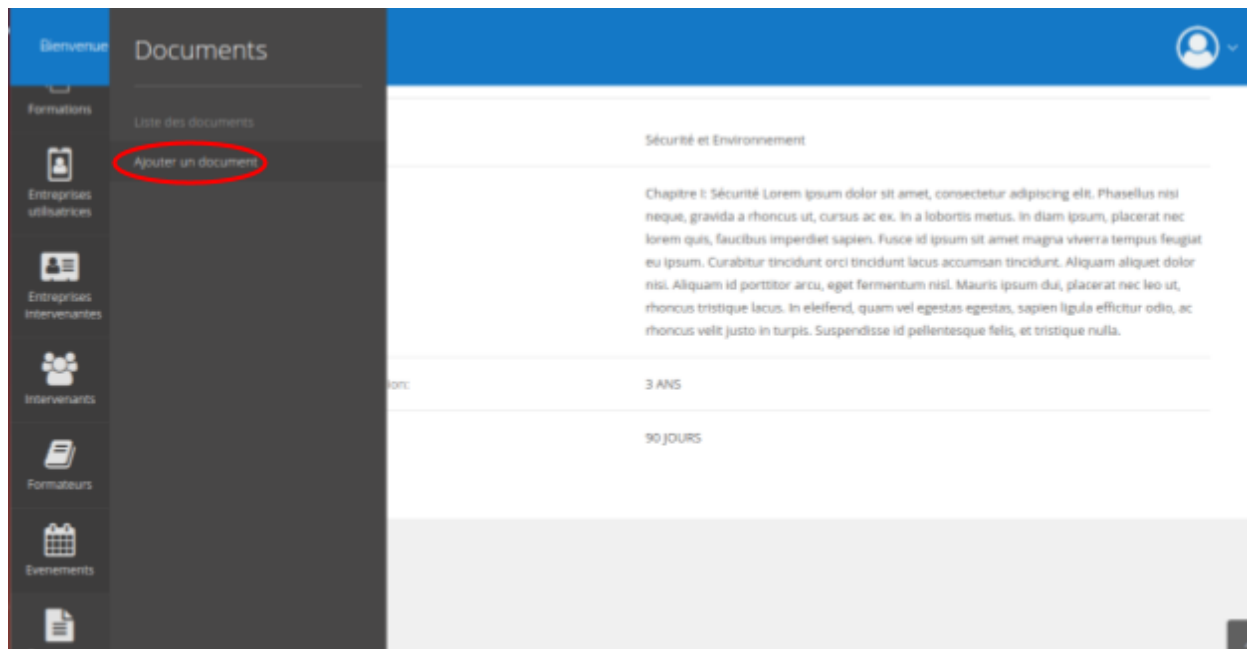 Bienvenue
Documents
Formations
Liste des documents
Ajouter un document
Entreprises
utilisatrices
Entreprises
intervenantes
Intervenants
Formateurs
Evenements
Sécurité et Environnement
Chapitre I: Sécurité Lorem ipsum dolor sit amet, consectetur adipiscing elit. Phasellus nisi
neque, gravida a rhoncus ut, cursus ac ex. In a lobortis metus. In diam ipsum, placerat nec
lorem quis, faucibus imperdiet sapien. Fusce id ipsum sit amet magna viverra tempus feugiat
eu ipsum. Curabitur tincidunt orci tincidunt lacus accumsan tincidunt. Aliquam aliquet dolor
nisi. Aliquam id porttitor arcu, eget fermentum nisl. Mauris ipsum dui, placerat nec leo ut,
rhoncus tristique lacus. In eleifend, quam vel egestas egestas, sapien ligula efficitur odio, ac
rhoncus velit justo in turpis. Suspendisse id pellentesque felis, et tristique nulla.
ion:
3 ANS
90 JOURS